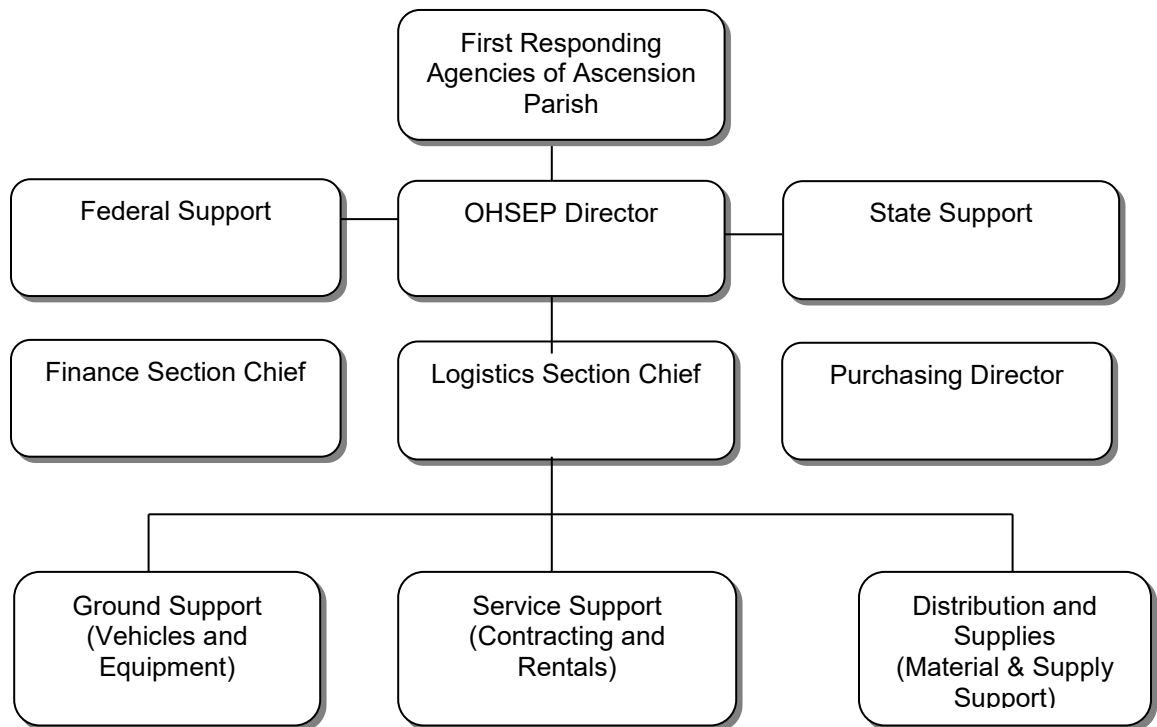 First Responding
Agencies of Ascension
Parish
Federal Support
OHSEP Director
State Support
Finance Section Chief
Logistics Section Chief
Purchasing Director
Ground Support
(Vehicles and
Equipment)
Service Support
(Contracting and
Rentals)
Distribution and
Supplies
(Material & Supply
Support)